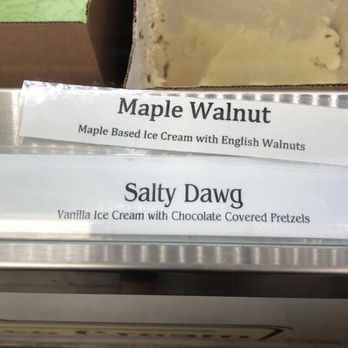 Maple Walnut
Maple Based Ice Cream with English Walnuts
Salty Dawg
Vanilla Ice Cream with Chocolate Covered Pretzels